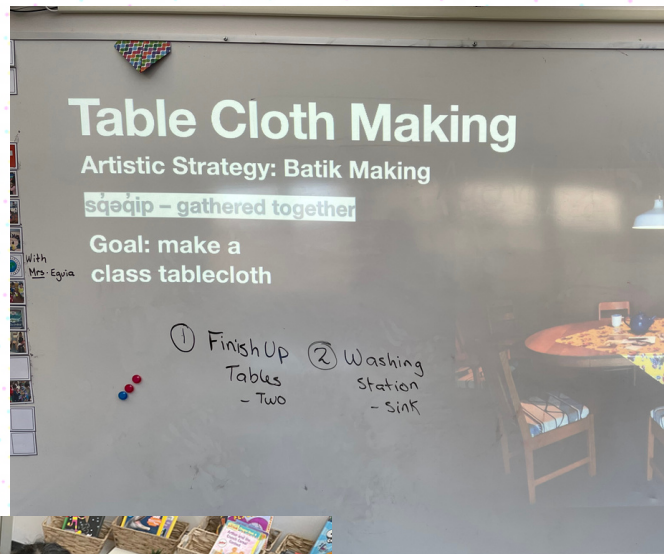 Table Cloth Making
Artistic Strategy: Batik Making
sq̓əq̓ip – gathered together
Goal: make a
class tablecloth
With
Mrs. Eguia
① Finish Up
Tables
- Two
② Washing
Station
- Sink